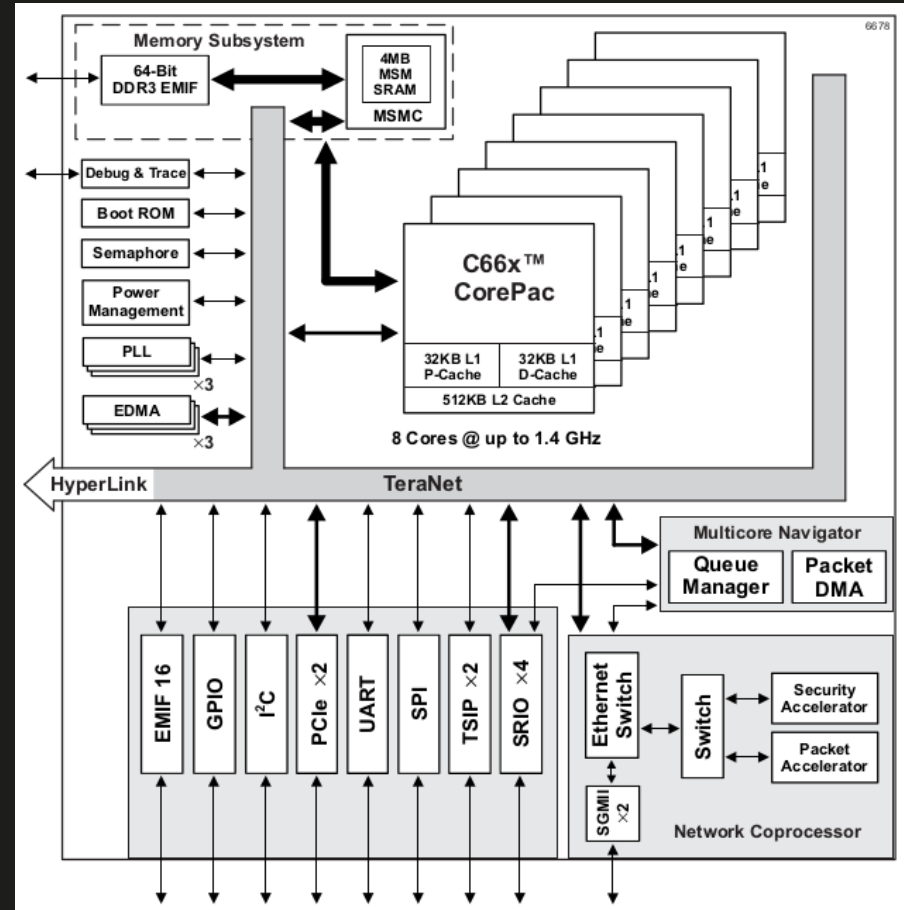 6678
Memory Subsystem
64-Bit
DDR3 EMIF
4MB
MSM
SRAM
MSMC
Debug & Trace
Boot ROM
Semaphore
Power
Management
PLL
×3
EDMA
×3
C66x™
CorePac
32KB L1
P-Cache
32KB L1
D-Cache
512KB L2 Cache
8 Cores @ up to 1.4 GHz
HyperLink
TeraNet
Multicore Navigator
Queue
Manager
Packet
DMA
EMIF 16
GPIO
I²C
PCIe ×2
UART
SPI
TSIP ×2
SRIO ×4
Ethernet
Switch
Switch
Security
Accelerator
Packet
Accelerator
SGMII
×2
Network Coprocessor